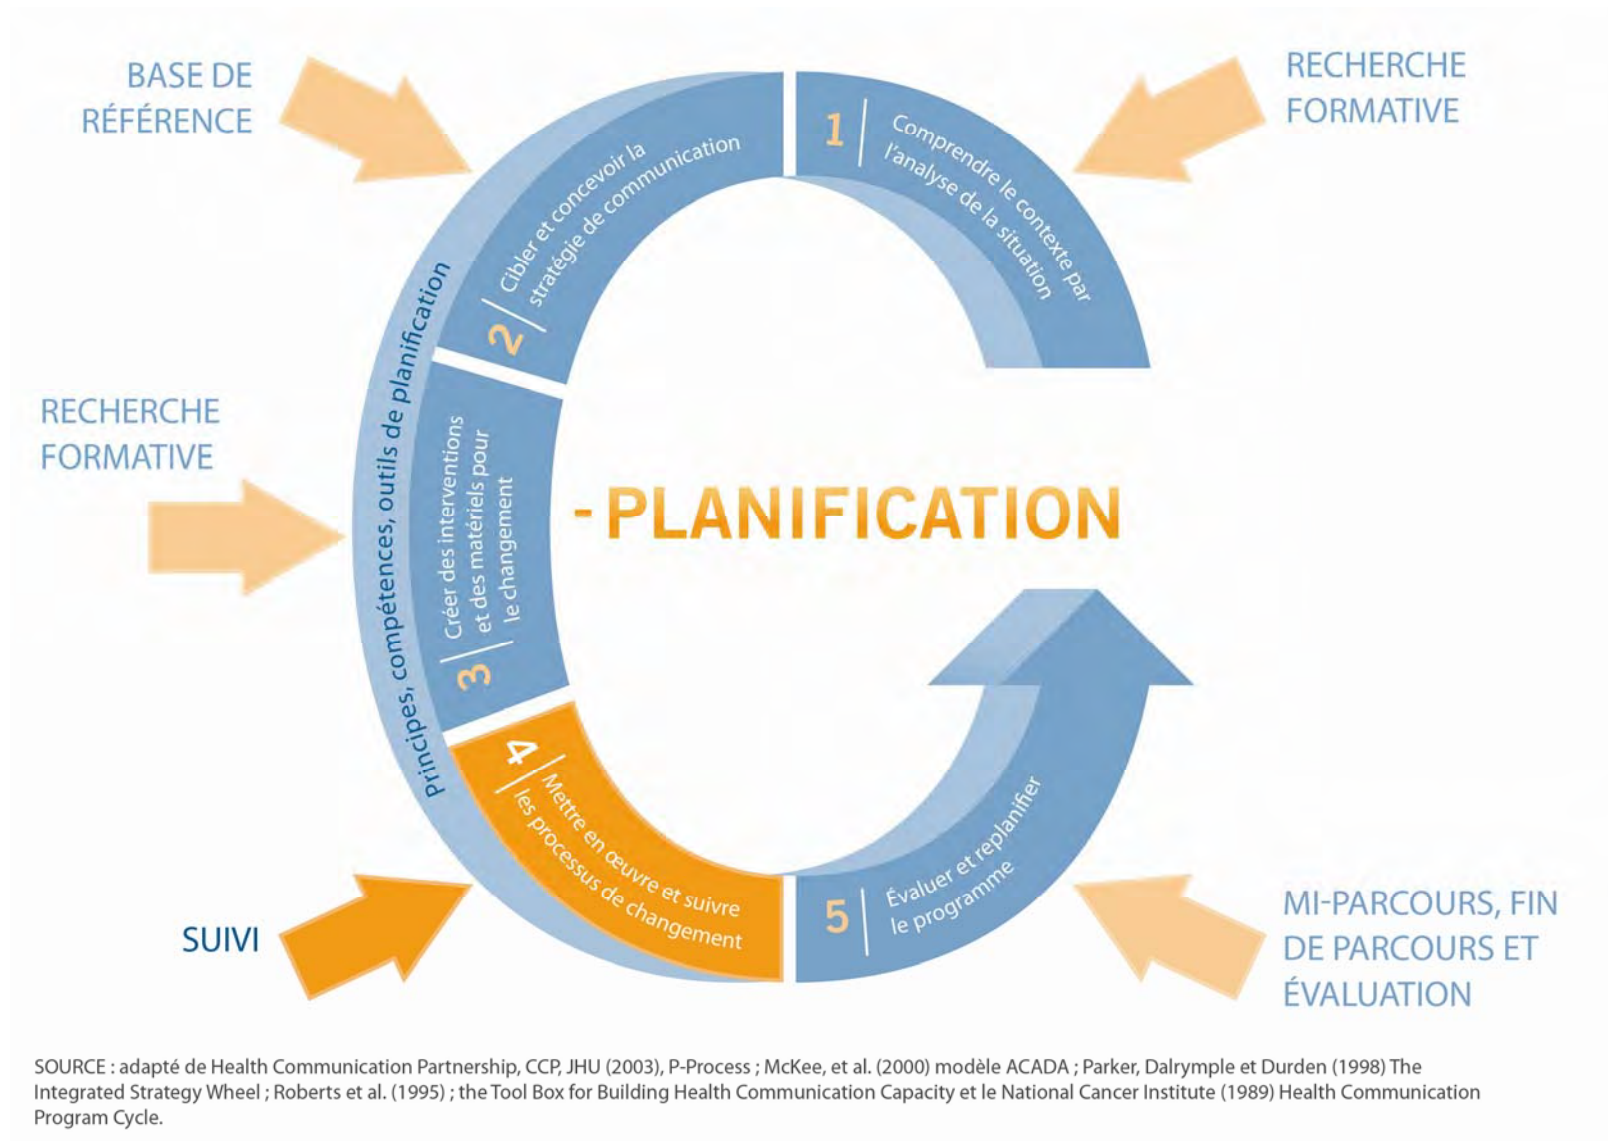 BASE DE
RÉFÉRENCE
RECHERCHE
FORMATIVE
1
Comprendre le contexte par
l'analyse de la situation
2
Cibler et concevoir la
stratégie de communication
Principes, compétences, outils de planification
RECHERCHE
FORMATIVE
3
Créer des interventions
et des matériels pour
le changement
- PLANIFICATION
4
Mettre en œuvre et suivre
les processus de changement
SUIVI
5
Évaluer et replanifier
le programme
MI-PARCOURS, FIN
DE PARCOURS ET
ÉVALUATION
SOURCE : adapté de Health Communication Partnership, CCP, JHU (2003), P-Process ; McKee, et al. (2000) modèle ACADA ; Parker, Dalrymple et Durden (1998) The
Integrated Strategy Wheel ; Roberts et al. (1995) ; the Tool Box for Building Health Communication Capacity et le National Cancer Institute (1989) Health Communication
Program Cycle.